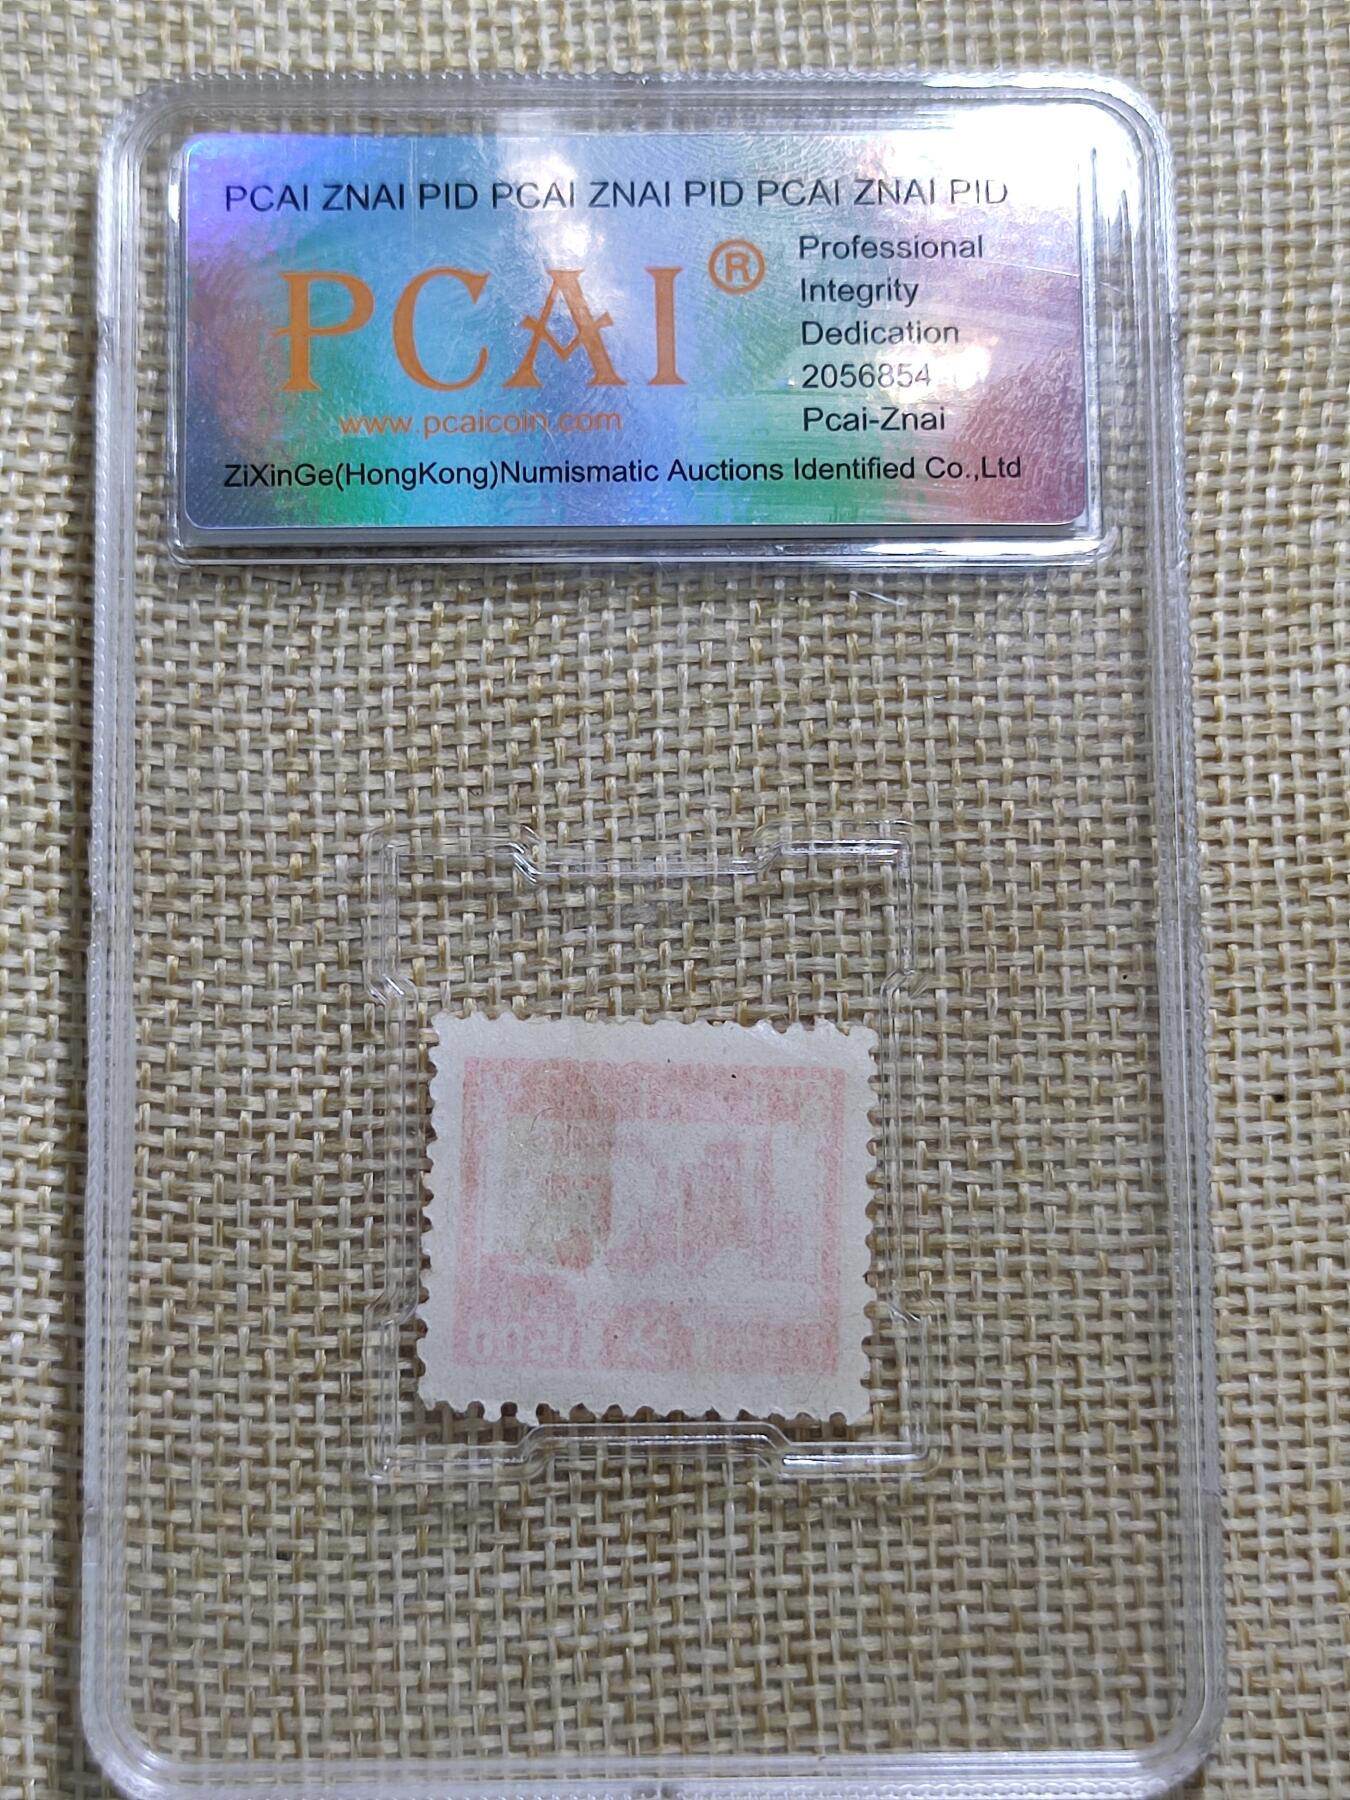 PCAI ZNAI PID PCAI ZNAI PID PCAI ZNAI PID
PCAI®
www.pcaicoin.com
Professional
Integrity
Dedication
2056854
Pcai-Znai
ZiXinGe(HongKong)Numismatic Auctions Identified Co.,Ltd